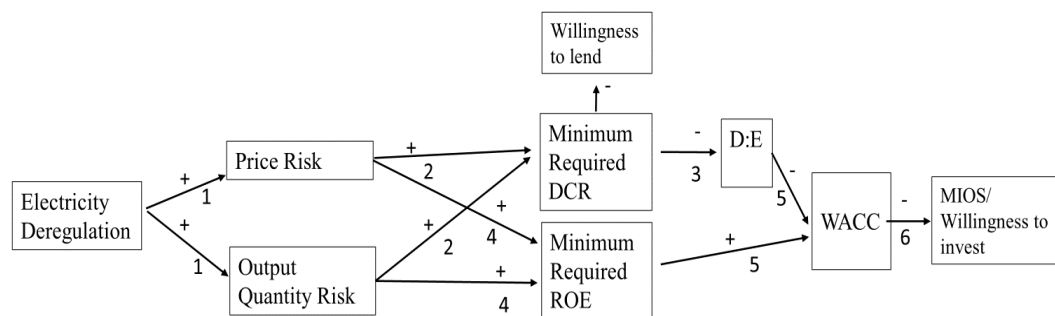 Willingness
to lend
-
Electricity
Deregulation
+
1
+
1
Price Risk
Output
Quantity Risk
+
2
+
4
+
2
+
4
Minimum
Required
DCR
Minimum
Required
ROE
-
3
D:E
-
5
+
5
WACC
-
6
MIOS/
Willingness to
invest